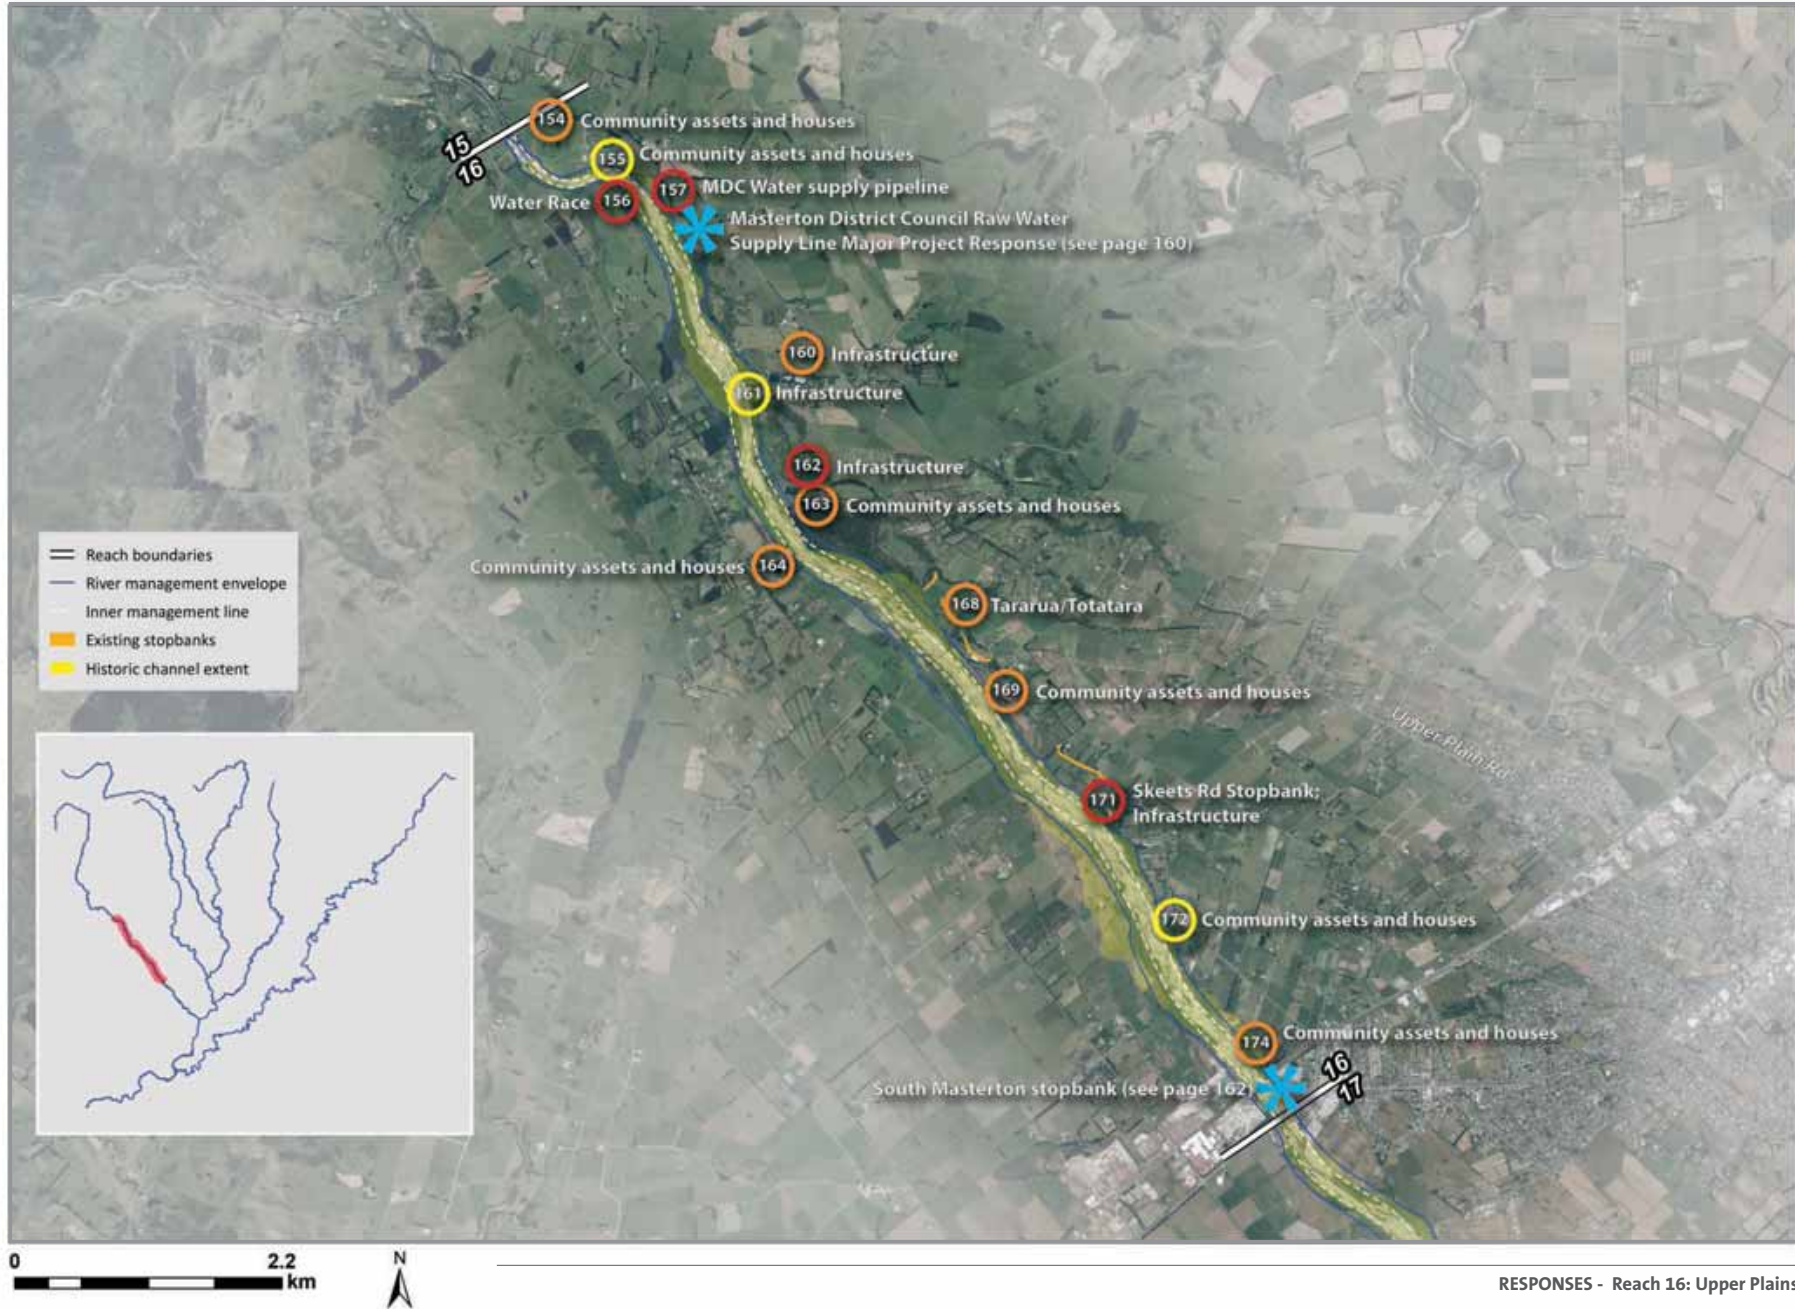 15
16
154 Community assets and houses
155 Community assets and houses
157 MDC Water supply pipeline
Water Race 156
Masterton District Council Raw Water
Supply Line Major Project Response (see page 160)
160 Infrastructure
161 Infrastructure
162 Infrastructure
163 Community assets and houses
Community assets and houses 164
168 Tararua/Totatara
169 Community assets and houses
Upper Plain Rd
171 Skeets Rd Stopbank;
Infrastructure
172 Community assets and houses
174 Community assets and houses
South Masterton stopbank (see page 162)
16
17
Reach boundaries
River management envelope
Inner management line
Existing stopbanks
Historic channel extent
0 2.2
km
N
RESPONSES - Reach 16: Upper Plains